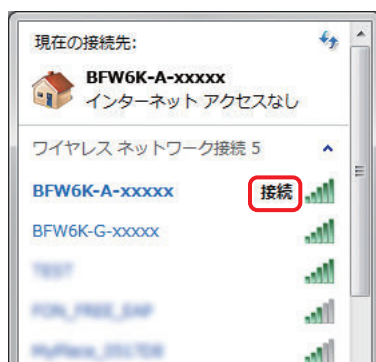 現在の接続先:
BFW6K-A-xxxxx
インターネット アクセスなし
ワイヤレス ネットワーク接続 5
BFW6K-A-xxxxx 接続
BFW6K-G-xxxxx